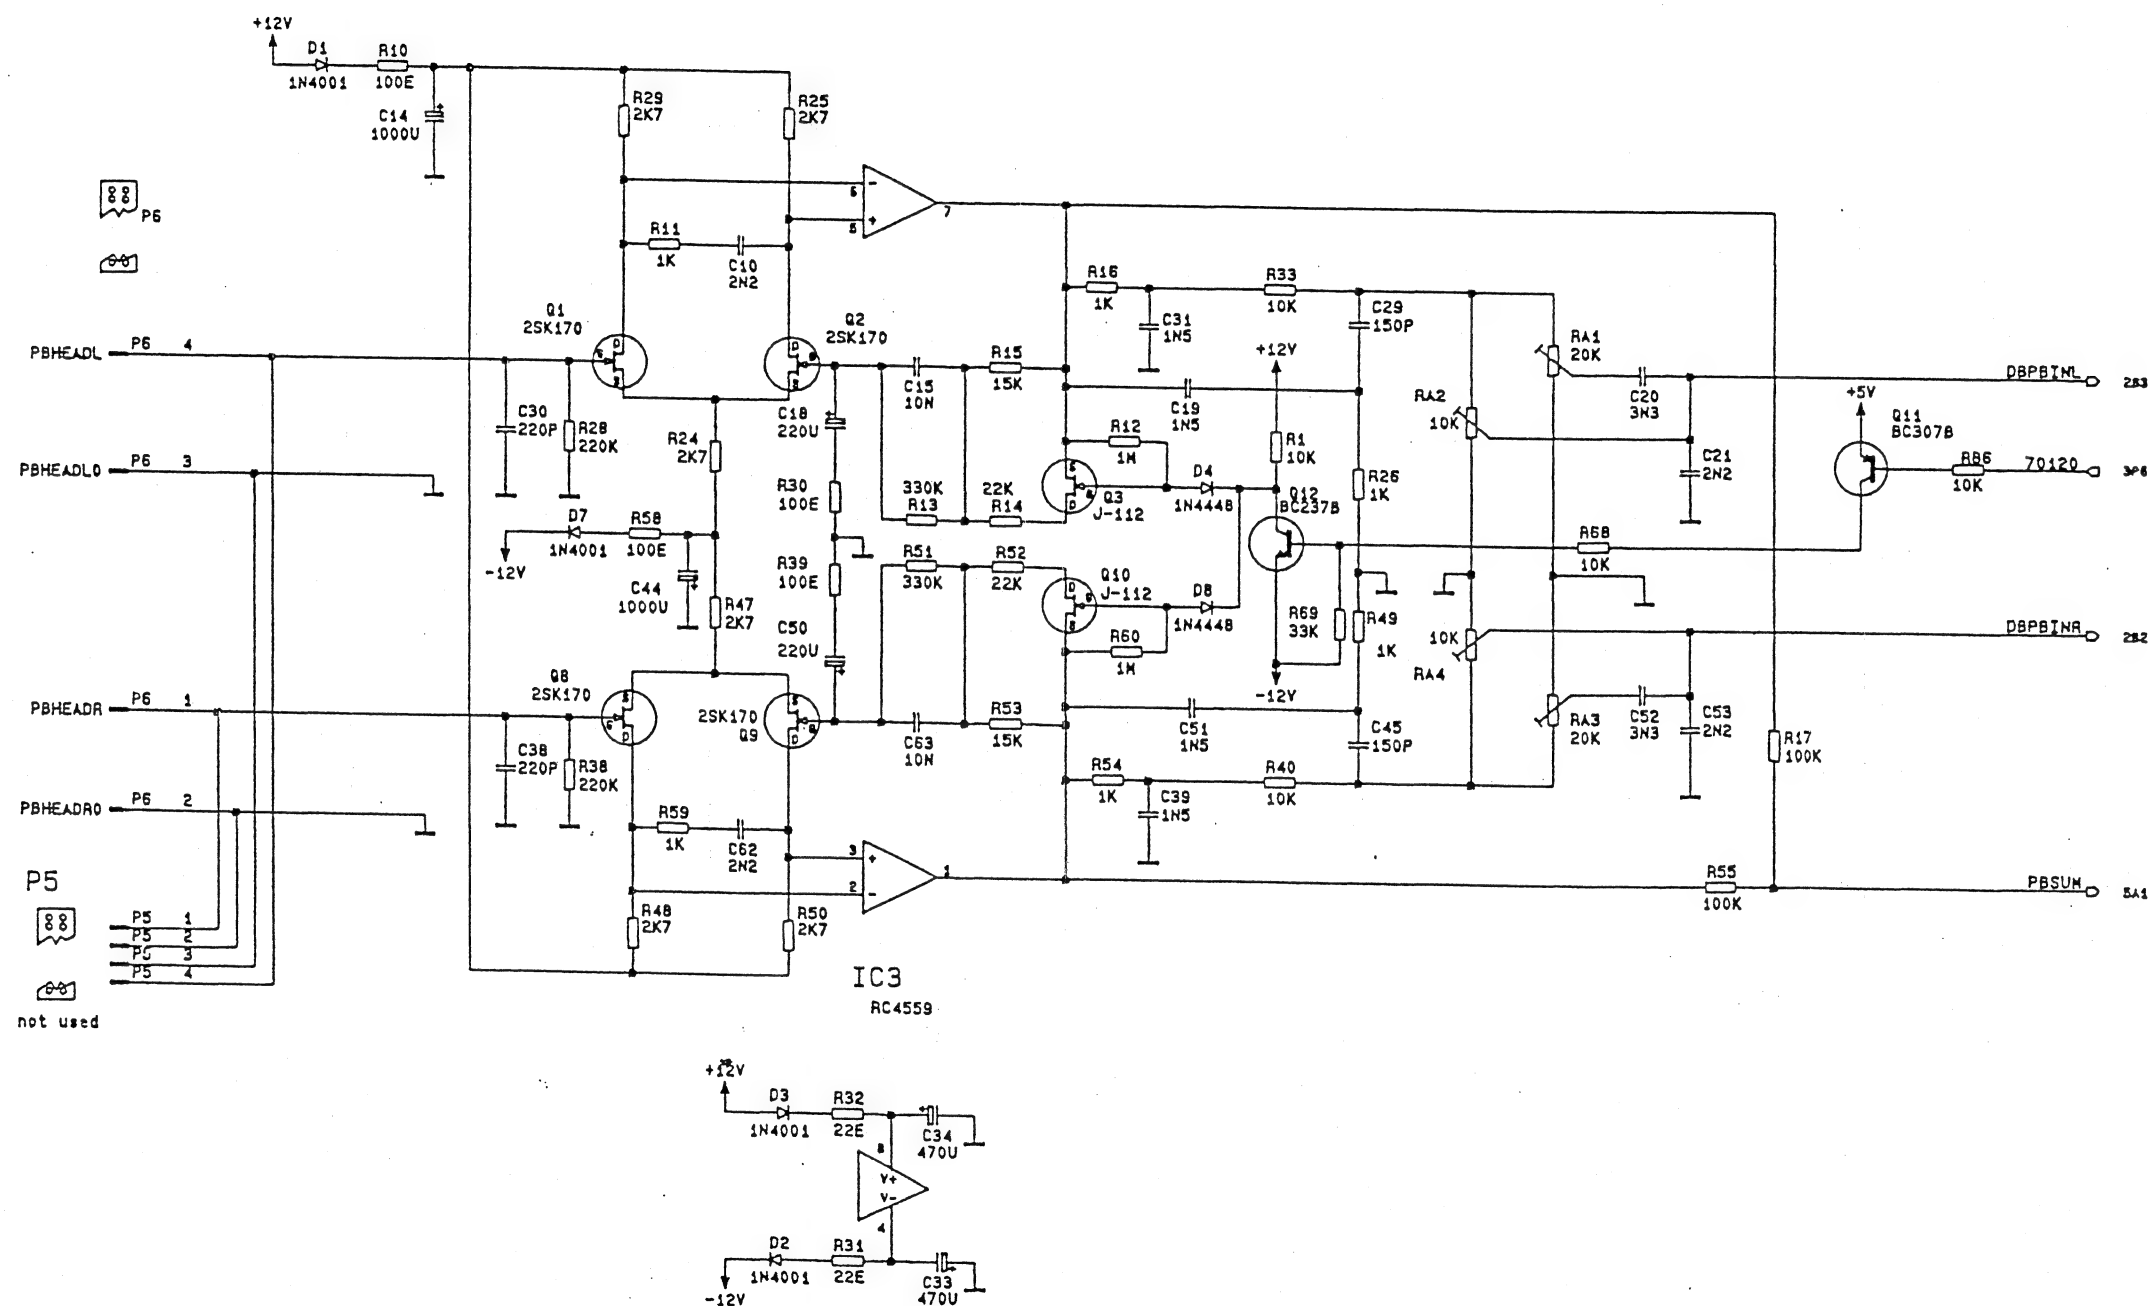 +12V
D1
1N4001
R10
100E
C14
1000U
R29
2K7
R25
2K7
P6
6
-
5
+
7
R11
1K
C10
2N2
R16
1K
R33
10K
C31
1N5
C29
150P
Q1
2SK170
Q2
2SK170
PBHEADL
P6
4
G
D
S
D
G
S
C15
10N
R15
15K
+12V
RA1
20K
DBPBINL
2B3
C20
3N3
C30
220P
R28
220K
C18
220U
C19
1N5
RA2
10K
+5V
Q11
BC307B
R24
2K7
R12
1M
R1
10K
C21
2N2
PBHEADL0
P6
3
R30
100E
330K
R13
22K
R14
S
G
D
Q3
J-112
D4
1N4448
R26
1K
Q12
BC237B
R86
10K
70120
3P6
D7
1N4001
R58
100E
-12V
C44
1000U
R39
100E
R51
330K
R52
22K
D
G
S
Q10
J-112
D8
1N4448
R68
10K
R47
2K7
R69
33K
R49
1K
C50
220U
R60
1M
-12V
10K
RA4
DBPBINR
2B2
Q8
2SK170
PBHEADR
P6
1
S
G
D
2SK170
Q9
S
G
D
C63
10N
R53
15K
C51
1N5
C45
150P
RA3
20K
C52
3N3
C53
2N2
R17
100K
C38
220P
R38
220K
R54
1K
R40
10K
C39
1N5
PBHEADR0
P6
2
R59
1K
C62
2N2
3
+
2
-
1
R55
100K
PBSUM
5A1
P5
P5
1
P5
2
P5
3
P5
4
not used
R48
2K7
R50
2K7
IC3
RC4559
+12V
D3
1N4001
R32
22E
C34
470U
8
V+
V-
4
D2
1N4001
R31
22E
C33
470U
-12V